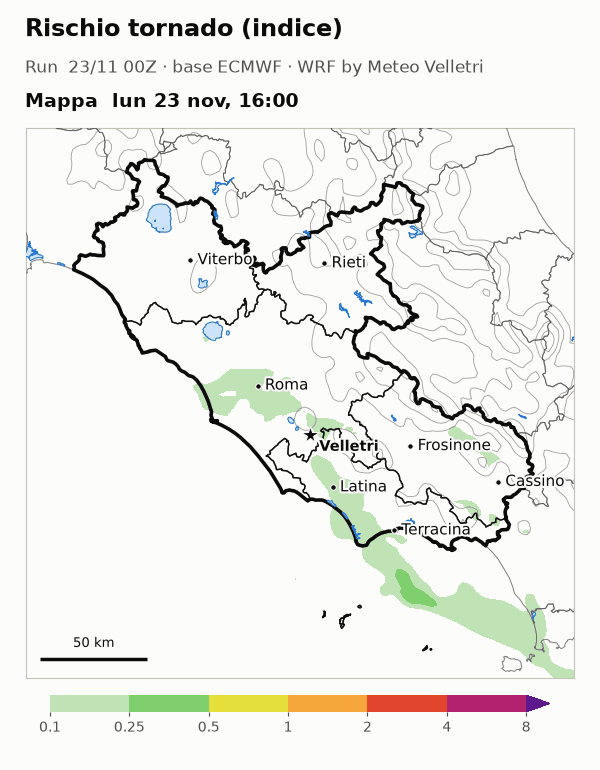 Rischio tornado (indice)
Run  23/11 00Z · base ECMWF · WRF by Meteo Velletri
Mappa  lun 23 nov, 16:00
Viterbo
Rieti
Roma
Velletri
Frosinone
Cassino
Latina
Terracina
50 km
0.1 0.25 0.5 1 2 4 8